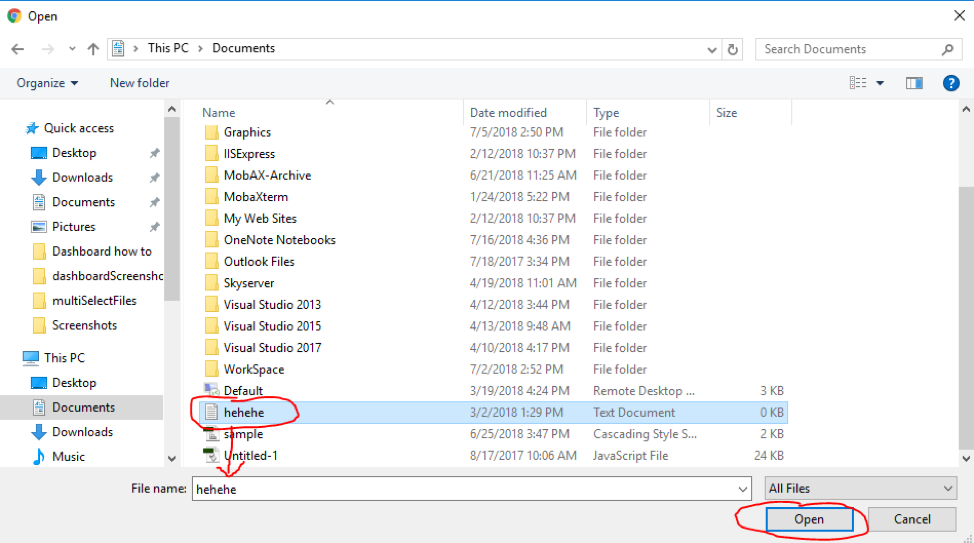 Open
This PC > Documents
Search Documents
Organize
New folder
Quick access
Desktop
Downloads
Documents
Pictures
Dashboard how to
dashboardScreenshc
multiSelectFiles
Screenshots
This PC
Desktop
Documents
Downloads
Music
Name Date modified Type Size
Graphics 7/5/2018 2:50 PM File folder
IISExpress 2/12/2018 10:37 PM File folder
MobAX-Archive 6/21/2018 11:25 AM File folder
MobaXterm 1/24/2018 5:22 PM File folder
My Web Sites 2/12/2018 10:37 PM File folder
OneNote Notebooks 7/16/2018 4:36 PM File folder
Outlook Files 7/18/2017 3:34 PM File folder
Skyserver 4/19/2018 11:01 AM File folder
Visual Studio 2013 4/12/2018 3:44 PM File folder
Visual Studio 2015 4/13/2018 9:48 AM File folder
Visual Studio 2017 4/10/2018 4:17 PM File folder
WorkSpace 7/2/2018 2:52 PM File folder
Default 3/19/2018 4:24 PM Remote Desktop ... 3 KB
hehehe 3/2/2018 1:29 PM Text Document 0 KB
sample 6/25/2018 3:47 PM Cascading Style S... 2 KB
Untitled-1 8/17/2017 10:06 AM JavaScript File 24 KB
File name: hehehe
All Files
Open
Cancel